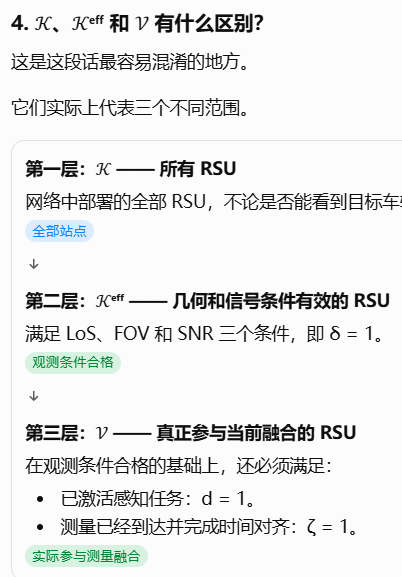 4. 𝒦、𝒦ᵉᶠᶠ 和 𝒱 有什么区别？
这是这段话最容易混淆的地方。
它们实际上代表三个不同范围。
第一层：𝒦 —— 所有 RSU
网络中部署的全部 RSU，不论是否能看到目标车
全部站点
↓
第二层：𝒦ᵉᶠᶠ —— 几何和信号条件有效的 RSU
满足 LoS、FOV 和 SNR 三个条件，即 δ = 1。
观测条件合格
↓
第三层：𝒱 —— 真正参与当前融合的 RSU
在观测条件合格的基础上，还必须满足：
• 已激活感知任务：d = 1。
• 测量已经到达并完成时间对齐：ζ = 1。
实际参与测量融合